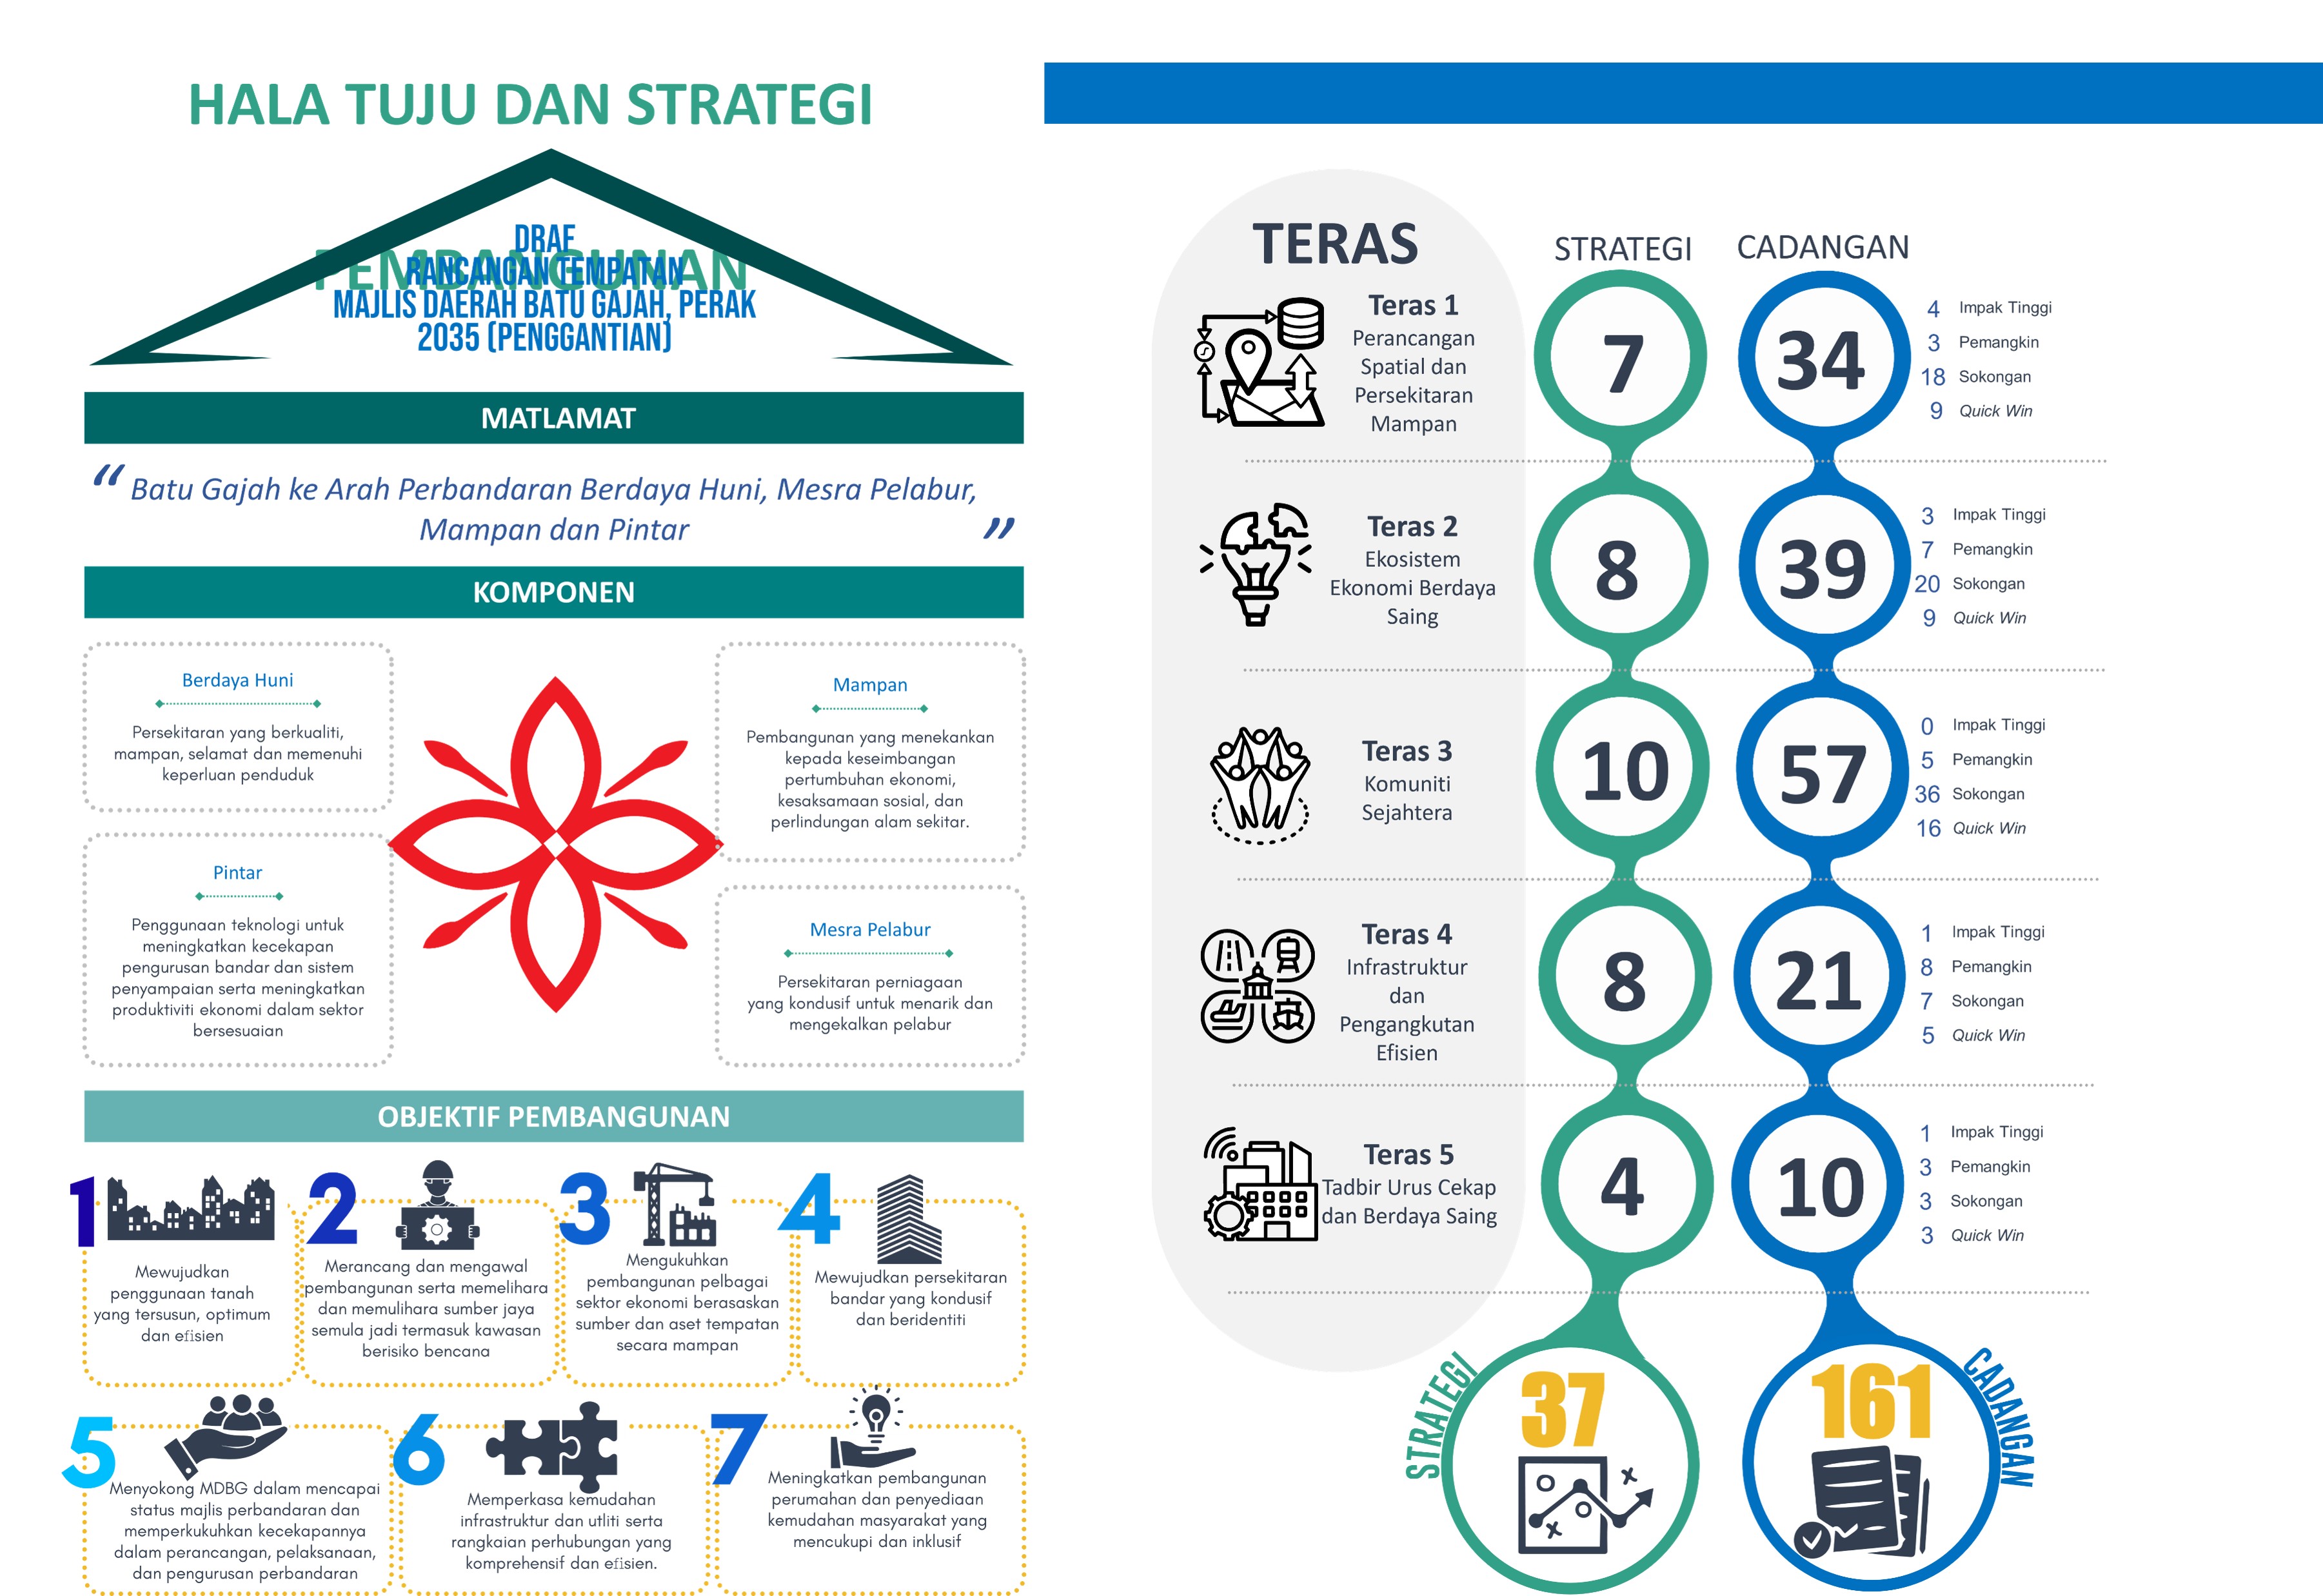 HALA TUJU DAN STRATEGI
PEMBANGUNAN
DRAF
RANCANGAN TEMPATAN
MAJLIS DAERAH BATU GAJAH, PERAK
2035 (PENGGANTIAN)
MATLAMAT
“ Batu Gajah ke Arah Perbandaran Berdaya Huni, Mesra Pelabur,
Mampan dan Pintar ”
KOMPONEN
Berdaya Huni
Persekitaran yang berkualiti,
mampan, selamat dan memenuhi
keperluan penduduk
Mampan
Pembangunan yang menekankan
kepada keseimbangan
pertumbuhan ekonomi,
kesaksamaan sosial, dan
perlindungan alam sekitar.
Pintar
Penggunaan teknologi untuk
meningkatkan kecekapan
pengurusan bandar dan sistem
penyampaian serta meningkatkan
produktiviti ekonomi dalam sektor
bersesuaian
Mesra Pelabur
Persekitaran perniagaan
yang kondusif untuk menarik dan
mengekalkan pelabur
OBJEKTIF PEMBANGUNAN
1
Mewujudkan
penggunaan tanah
yang tersusun, optimum
dan efisien
2
Merancang dan mengawal
pembangunan serta memelihara
dan memulihara sumber jaya
semula jadi termasuk kawasan
berisiko bencana
3
Mengukuhkan
pembangunan pelbagai
sektor ekonomi berasaskan
sumber dan aset tempatan
secara mampan
4
Mewujudkan persekitaran
bandar yang kondusif
dan beridentiti
5
Menyokong MDBG dalam mencapai
status majlis perbandaran dan
memperkukuhkan kecekapannya
dalam perancangan, pelaksanaan,
dan pengurusan perbandaran
6
Memperkasa kemudahan
infrastruktur dan utliti serta
rangkaian perhubungan yang
komprehensif dan efisien.
7
Meningkatkan pembangunan
perumahan dan penyediaan
kemudahan masyarakat yang
mencukupi dan inklusif
TERAS
STRATEGI
CADANGAN
Teras 1
Perancangan
Spatial dan
Persekitaran
Mampan
7
34
4 Impak Tinggi
3 Pemangkin
18 Sokongan
9 Quick Win
Teras 2
Ekosistem
Ekonomi Berdaya
Saing
8
39
3 Impak Tinggi
7 Pemangkin
20 Sokongan
9 Quick Win
Teras 3
Komuniti
Sejahtera
10
57
0 Impak Tinggi
5 Pemangkin
36 Sokongan
16 Quick Win
Teras 4
Infrastruktur
dan
Pengangkutan
Efisien
8
21
1 Impak Tinggi
8 Pemangkin
7 Sokongan
5 Quick Win
Teras 5
Tadbir Urus Cekap
dan Berdaya Saing
4
10
1 Impak Tinggi
3 Pemangkin
3 Sokongan
3 Quick Win
STRATEGI
37
161
CADANGAN